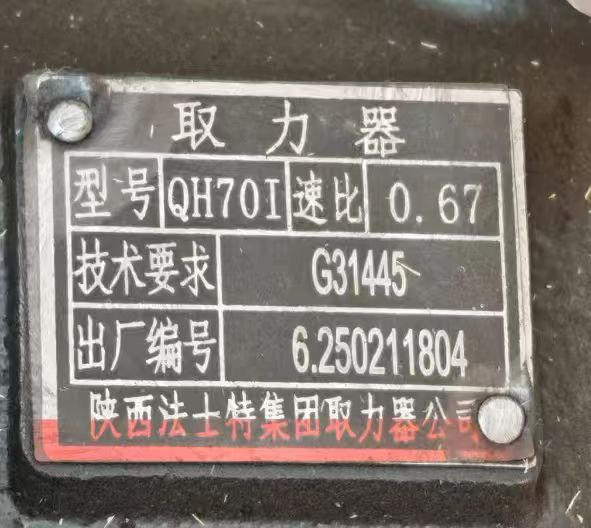 取力器
型号 QH70I 速比 0.67
技术要求 G31445
出厂编号 6.250211804
陕西法士特集团取力器公司